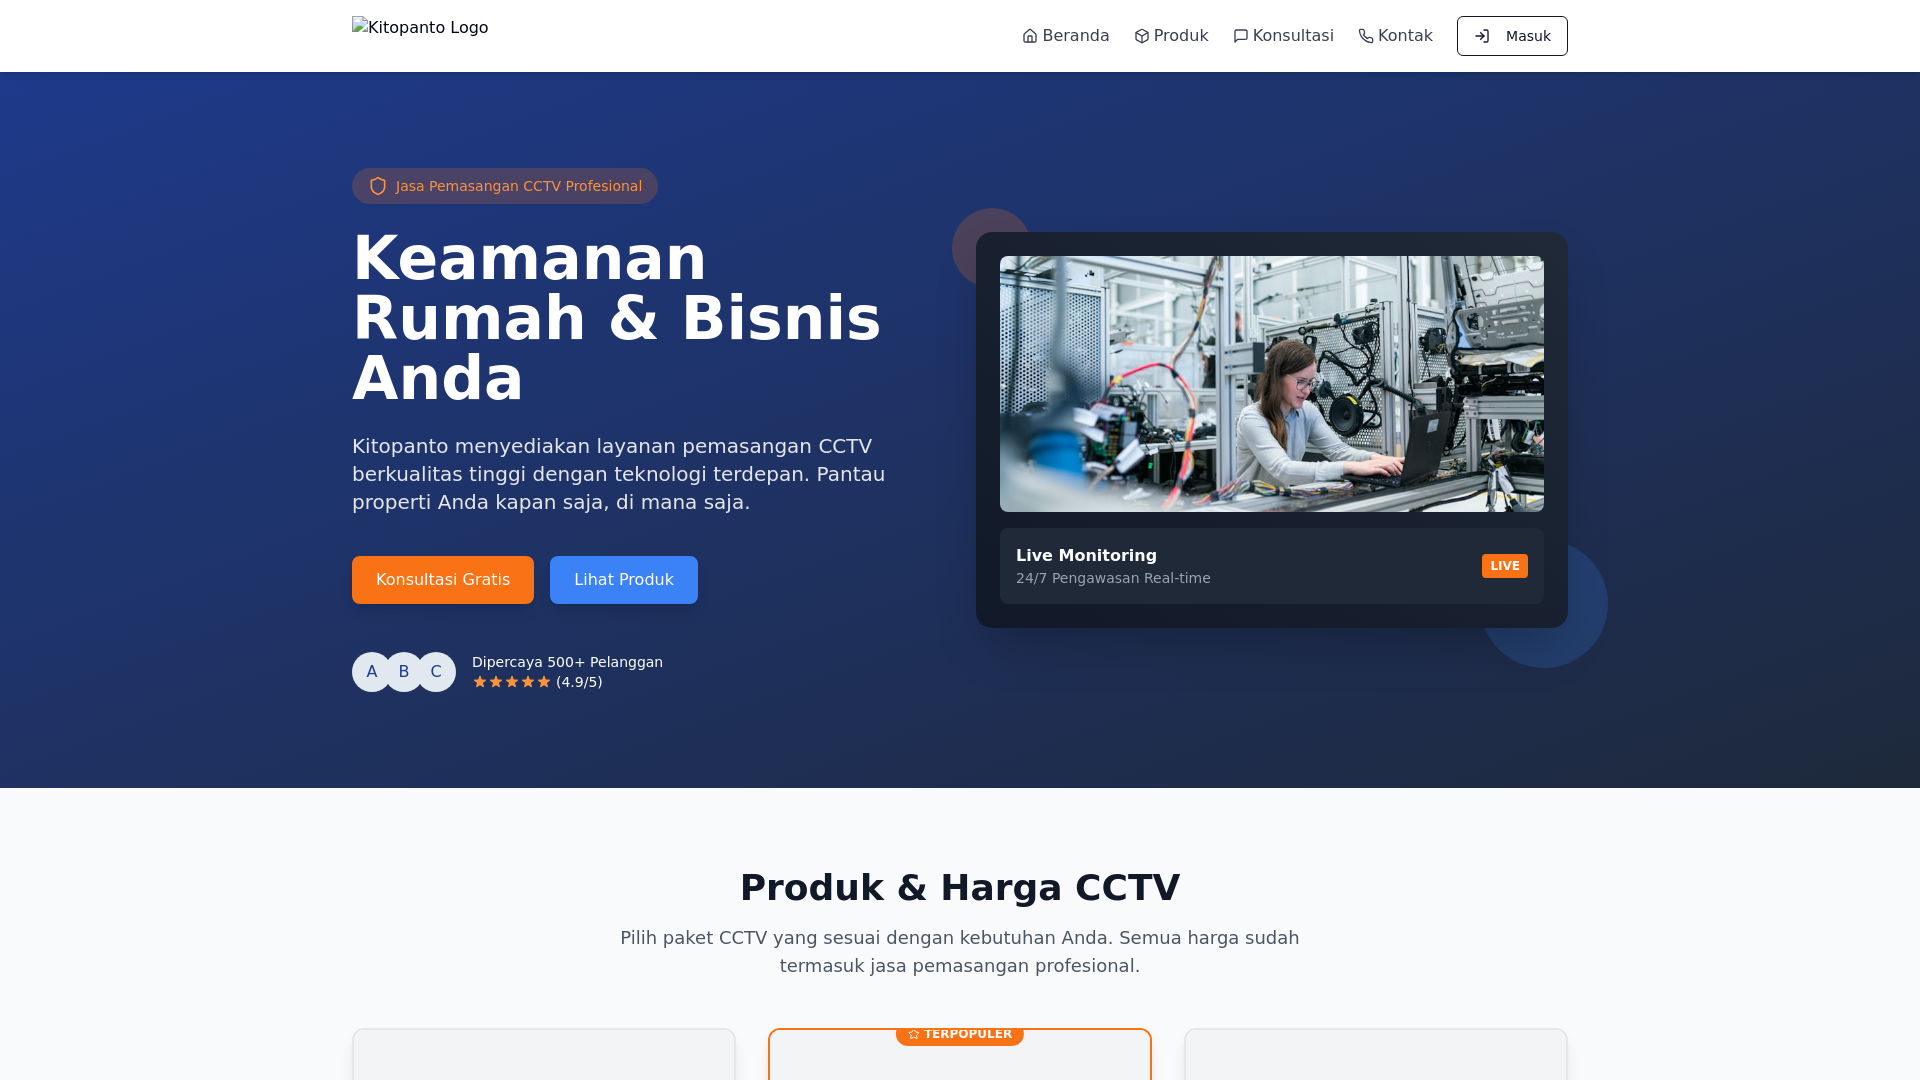 Kitopanto Logo
Beranda
Produk
Konsultasi
Kontak
Masuk
Jasa Pemasangan CCTV Profesional
Keamanan
Rumah & Bisnis
Anda
Kitopanto menyediakan layanan pemasangan CCTV
berkualitas tinggi dengan teknologi terdepan. Pantau
properti Anda kapan saja, di mana saja.
Konsultasi Gratis
Lihat Produk
A
B
C
Dipercaya 500+ Pelanggan
(4.9/5)
Live Monitoring
24/7 Pengawasan Real-time
LIVE
Produk & Harga CCTV
Pilih paket CCTV yang sesuai dengan kebutuhan Anda. Semua harga sudah
termasuk jasa pemasangan profesional.
TERPOPULER